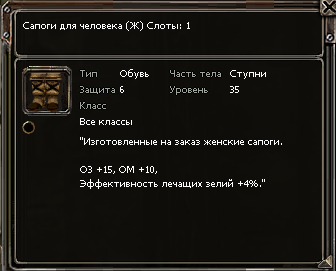 Сапоги для человека (Ж) Слоты: 1
Тип Обувь Часть тела Ступни
Защита 6 Уровень 35
Класс
Все классы
"Изготовленные на заказ женские сапоги.
ОЗ +15, ОМ +10,
Эффективность лечащих зелий +4%."